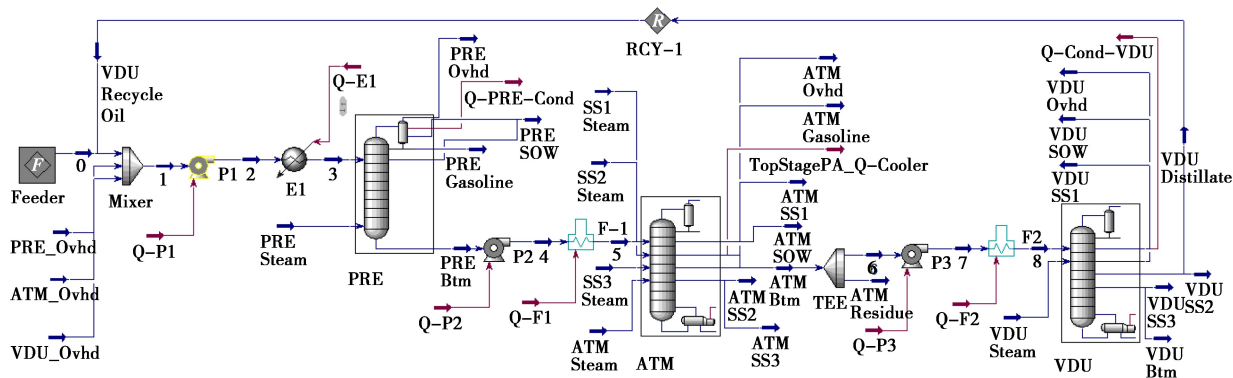 R
RCY-1
VDU
Recycle
Oil
F
Feeder
0
Mixer
1
P1
2
Q-P1
PRE_Ovhd
ATM_Ovhd
VDU_Ovhd
Q-E1
E1
3
PRE
Steam
PRE
Ovhd
Q-PRE-Cond
PRE
SOW
PRE
Gasoline
PRE
PRE
Btm
P2
4
Q-P2
F-1
5
Q-F1
SS1
Steam
SS2
Steam
SS3
Steam
ATM
Steam
ATM
ATM
Ovhd
ATM
Gasoline
TopStagePA_Q-Cooler
ATM
SS1
ATM
SOW
ATM
Btm
ATM
SS2
ATM
SS3
TEE
6
ATM
Residue
P3
7
Q-P3
F2
8
Q-F2
VDU
Steam
Q-Cond-VDU
VDU
Ovhd
VDU
SOW
VDU
SS1
VDU
Distillate
VDU
SS2
VDU
SS3
VDU
Btm
VDU